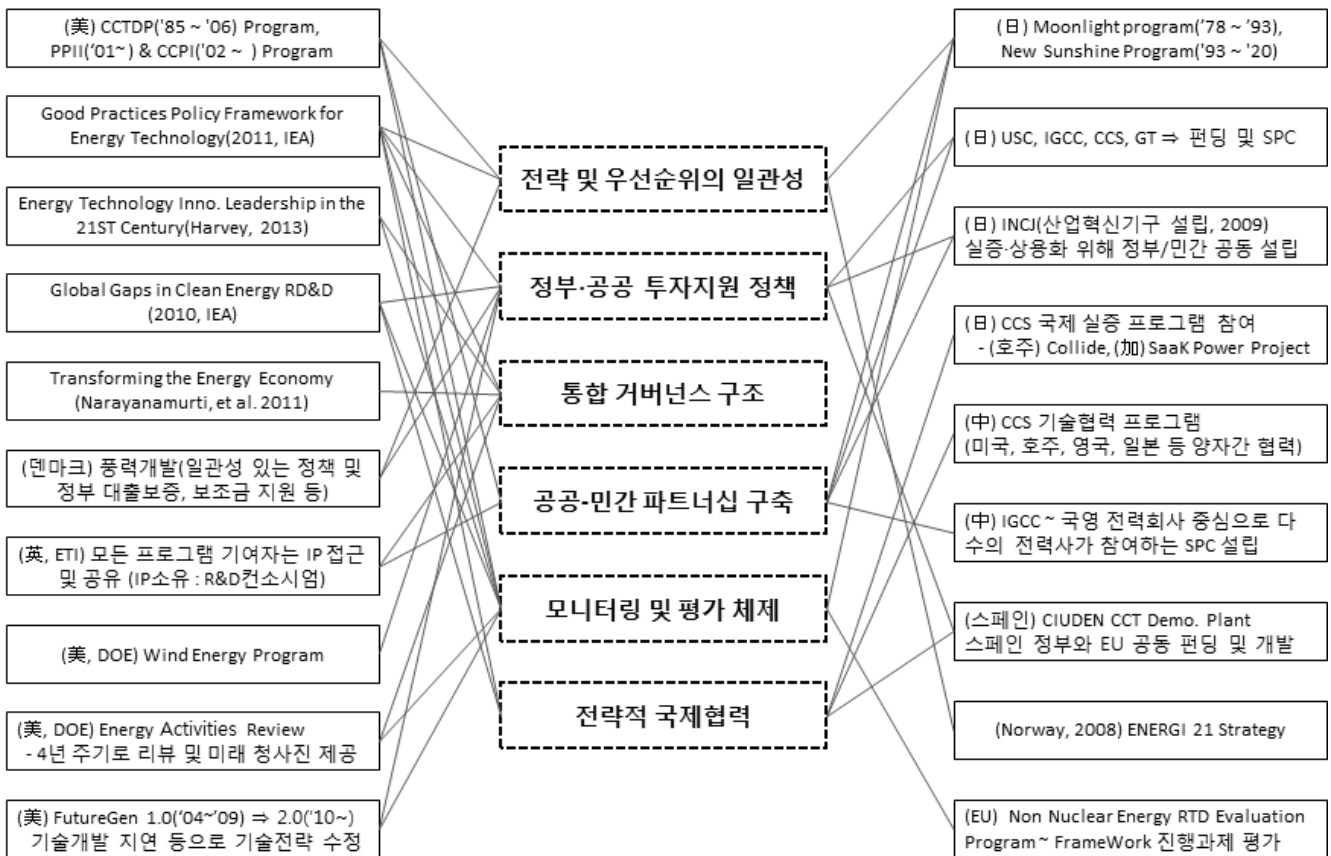 (美) CCTDP('85 ~ '06) Program,
PPII('01~) & CCPI('02 ~ ) Program
Good Practices Policy Framework for
Energy Technology(2011, IEA)
Energy Technology Inno. Leadership in the
21ST Century(Harvey, 2013)
Global Gaps in Clean Energy RD&D
(2010, IEA)
Transforming the Energy Economy
(Narayanamurti, et al. 2011)
(덴마크) 풍력개발(일관성 있는 정책 및
정부 대출보증, 보조금 지원 등)
(英, ETI) 모든 프로그램 기여자는 IP 접근
및 공유 (IP소유 : R&D컨소시엄)
(美, DOE) Wind Energy Program
(美, DOE) Energy Activities Review
- 4년 주기로 리뷰 및 미래 청사진 제공
(美) FutureGen 1.0('04~'09) ⇒ 2.0('10~)
기술개발 지연 등으로 기술전략 수정
전략 및 우선순위의 일관성
정부·공공 투자지원 정책
통합 거버넌스 구조
공공-민간 파트너십 구축
모니터링 및 평가 체제
전략적 국제협력
(日) Moonlight program('78 ~ '93),
New Sunshine Program('93 ~ '20)
(日) USC, IGCC, CCS, GT ⇒ 펀딩 및 SPC
(日) INCJ(산업혁신기구 설립, 2009)
실증·상용화 위해 정부/민간 공동 설립
(日) CCS 국제 실증 프로그램 참여
- (호주) Collide, (加) SaaK Power Project
(中) CCS 기술협력 프로그램
(미국, 호주, 영국, 일본 등 양자간 협력)
(中) IGCC ~ 국영 전력회사 중심으로 다
수의 전력사가 참여하는 SPC 설립
(스페인) CIUDEN CCT Demo. Plant
스페인 정부와 EU 공동 펀딩 및 개발
(Norway, 2008) ENERGI 21 Strategy
(EU) Non Nuclear Energy RTD Evaluation
Program ~ FrameWork 진행과제 평가